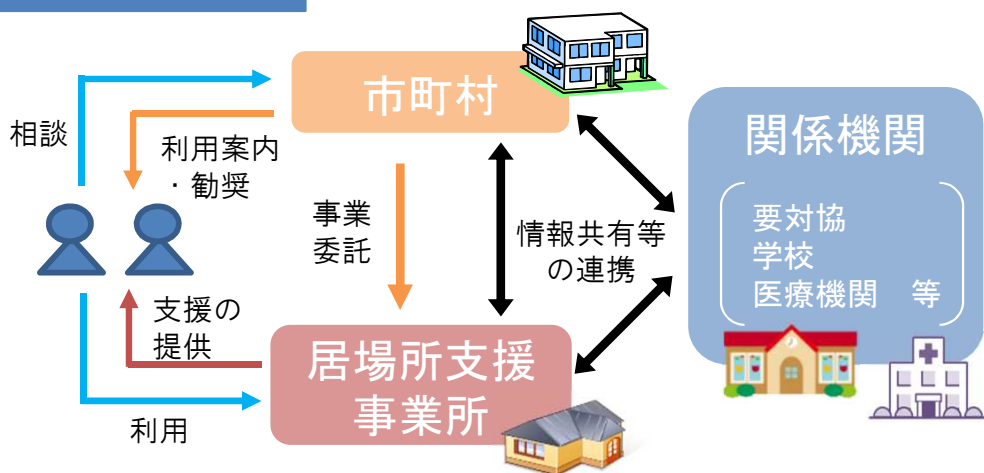 市町村
相談
利用案内
・勧奨
事業
委託
情報共有等
の連携
関係機関
要対協
学校
医療機関　等
支援の
提供
居場所支援
事業所
利用